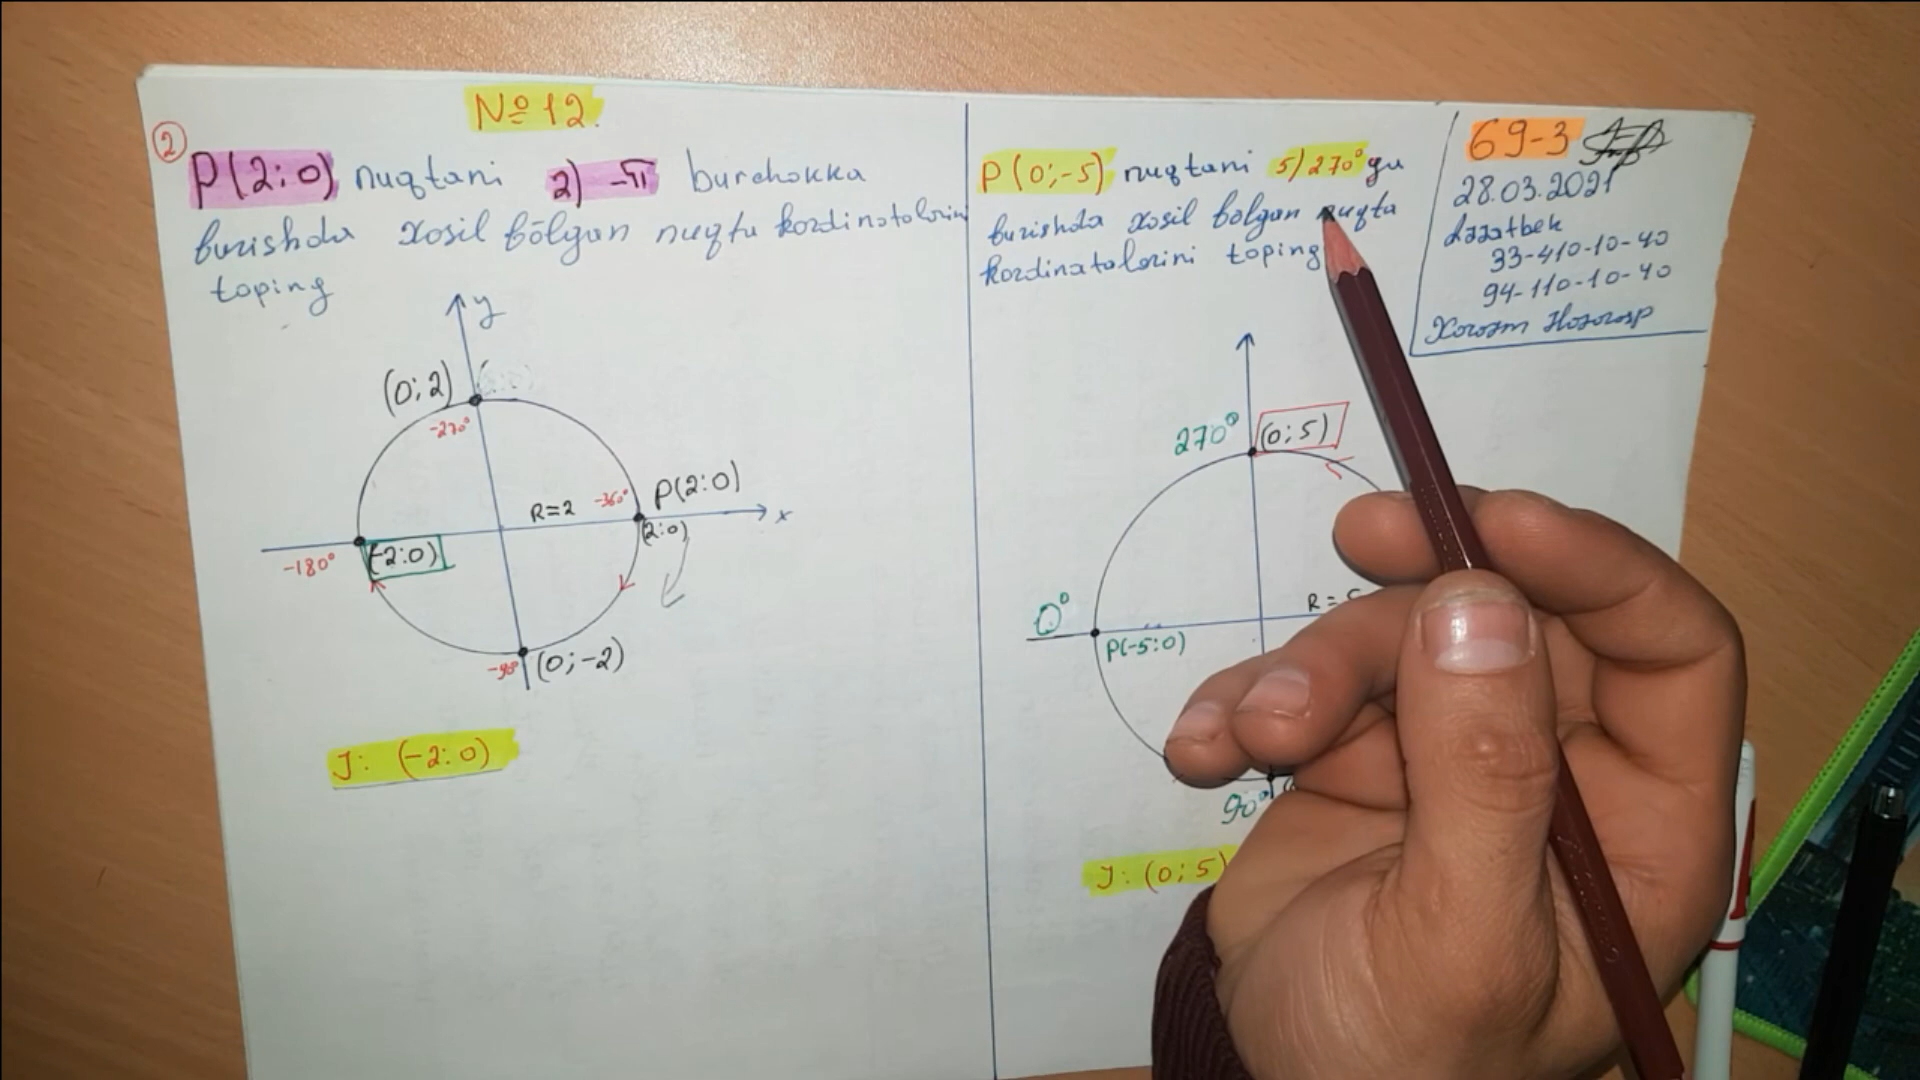 № 12.
2
P(2:0) nuqtani 2) -π burchakka
burishda xosil bōlgan nuqta kordinatalarini
toping
y
(0; 2)
-270°
R=2
-360°
P(2:0)
x
(2:0)
-180°
(-2:0)
-90°
(0; -2)
J: (-2:0)
P(0;-5) nuqtani 5) 270° ga
burishda xosil bolgan nuqta
kordinatalarini toping
270°
(0; 5)
0°
P(-5:0)
R =
90°
J: (0; 5)
69-3
28.03.2021
33-410-10-40
94-110-10-40
Xorazm Hozorasp